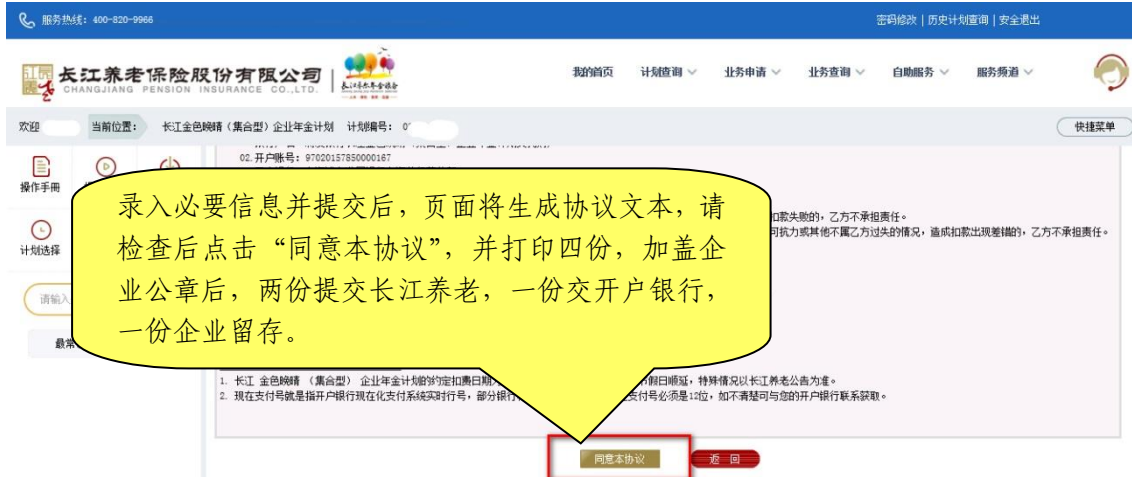 服务热线：400-820-9966
密码修改 | 历史计划查询 | 安全退出
长江养老保险股份有限公司
CHANGJIANG PENSION INSURANCE CO.,LTD.
我的首页 计划查询 业务申请 业务查询 自助服务 服务频道
欢迎 当前位置： 长江金色晚晴（集合型）企业年金计划 计划编号：0
快捷菜单
02.开户账号：97020157850000167
操作手册
计划选择
请输入
最常
扣款失败的，乙方不承担责任。
可抗力或其他不属乙方过失的情况，造成扣款出现差错的，乙方不承担责任。
录入必要信息并提交后，页面将生成协议文本，请
检查后点击“同意本协议”，并打印四份，加盖企
业公章后，两份提交长江养老，一份交开户银行，
一份企业留存。
1. 长江 金色晚晴 （集合型） 企业年金计划的约定扣费日期 节假日顺延，特殊情况以长江养老公告为准。
2. 现在支付号就是指开户银行现在化支付系统实时行号，部分银行 支付号必须是12位，如不清楚可与您的开户银行联系获取。
同意本协议 返 回